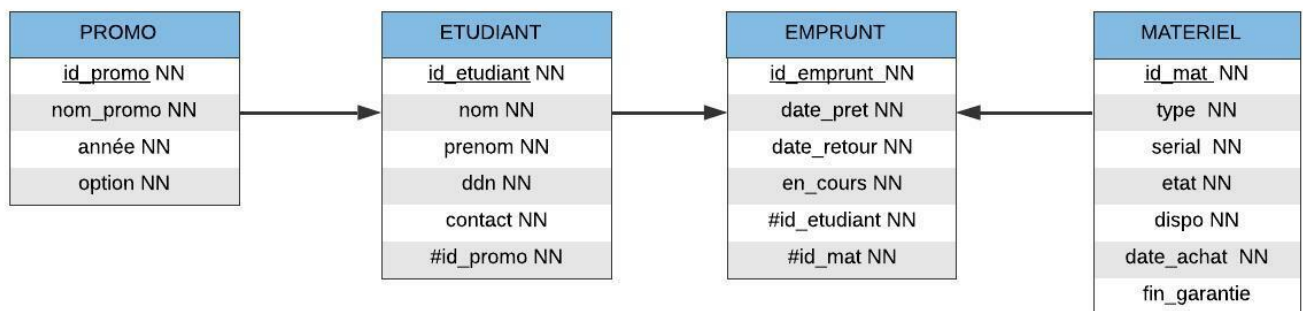 PROMO
id_promo NN
nom_promo NN
année NN
option NN
ETUDIANT
id_etudiant NN
nom NN
prenom NN
ddn NN
contact NN
#id_promo NN
EMPRUNT
id_emprunt NN
date_pret NN
date_retour NN
en_cours NN
#id_etudiant NN
#id_mat NN
MATERIEL
id_mat NN
type NN
serial NN
etat NN
dispo NN
date_achat NN
fin_garantie